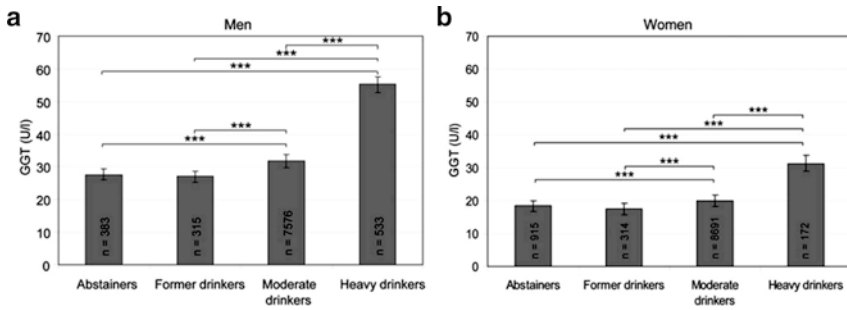 a
Men
GGT (U/l)
70
60
50
40
30
20
10
0
***
***
***
***
***
n = 383
n = 315
n = 7576
n = 533
Abstainers
Former drinkers
Moderate
drinkers
Heavy drinkers
b
Women
GGT (U/l)
70
60
50
40
30
20
10
0
***
***
***
***
***
n = 915
n = 314
n = 8691
n = 172
Abstainers
Former drinkers
Moderate
drinkers
Heavy drinkers